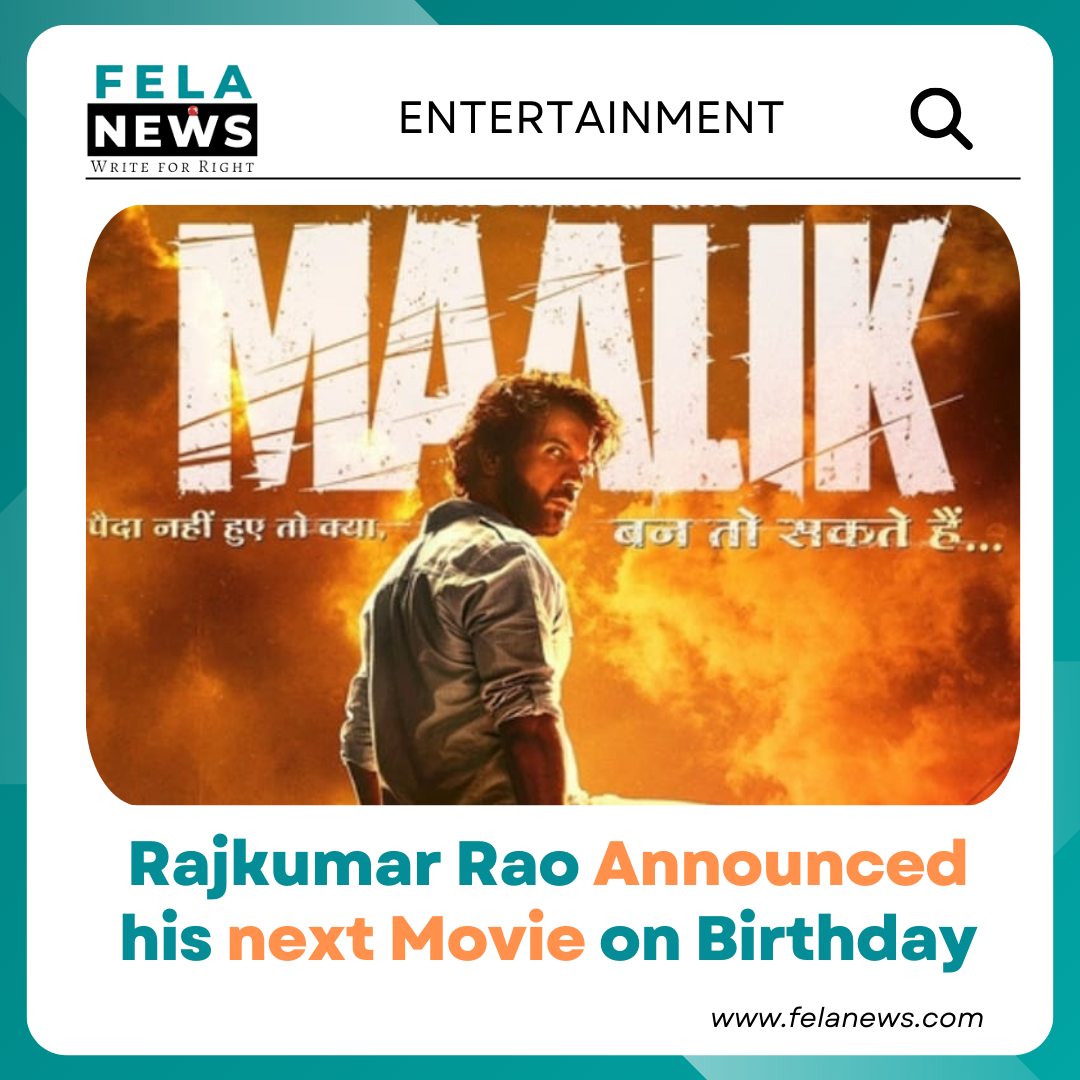 FELA
NEWS
WRITE FOR RIGHT
ENTERTAINMENT
MAALIK
पैदा नहीं हुए तो क्या,
बन तो सकते हैं...
Rajkumar Rao Announced
his next Movie on Birthday
www.felanews.com